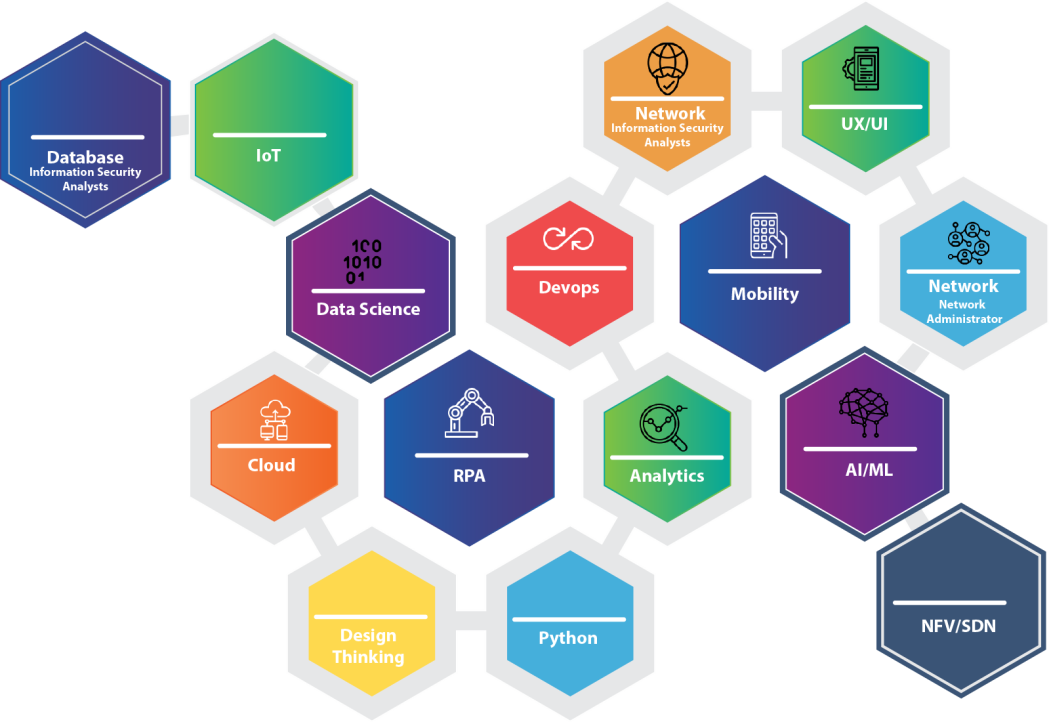 Database
Information Security
Analysts
IoT
100
1010
01
Data Science
Network
Information Security
Analysts
UX/UI
Devops
Mobility
Network
Network
Administrator
Cloud
RPA
Analytics
AI/ML
Design
Thinking
Python
NFV/SDN